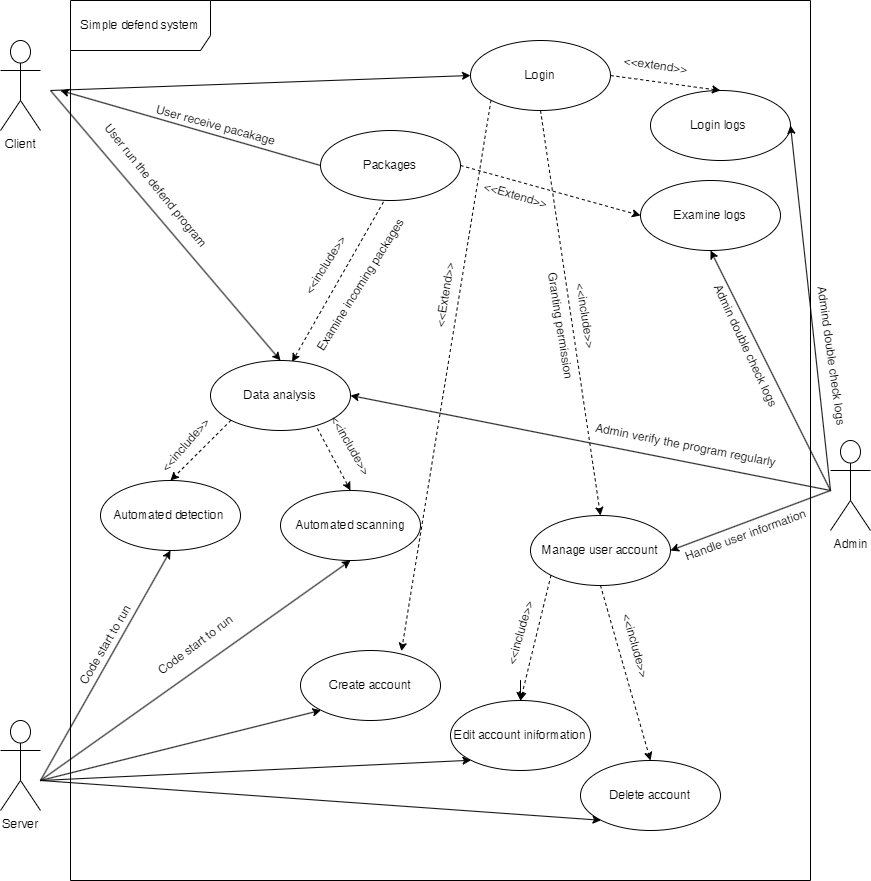 Simple defend system
Login
<<extend>>
Login logs
Client
User receive pacakage
Packages
<<Extend>>
Examine logs
User run the defend program
<<include>>
Examine incoming packages
<<Extend>>
Granting permission
<<include>>
Admin double check logs
Admind double check logs
Data analysis
<<include>>
<<include>>
Admin verify the program regularly
Automated detection
Automated scanning
Manage user account
Handle user information
Admin
Code start to run
Code start to run
<<include>>
<<include>>
Create account
Edit account iniformation
Delete account
Server